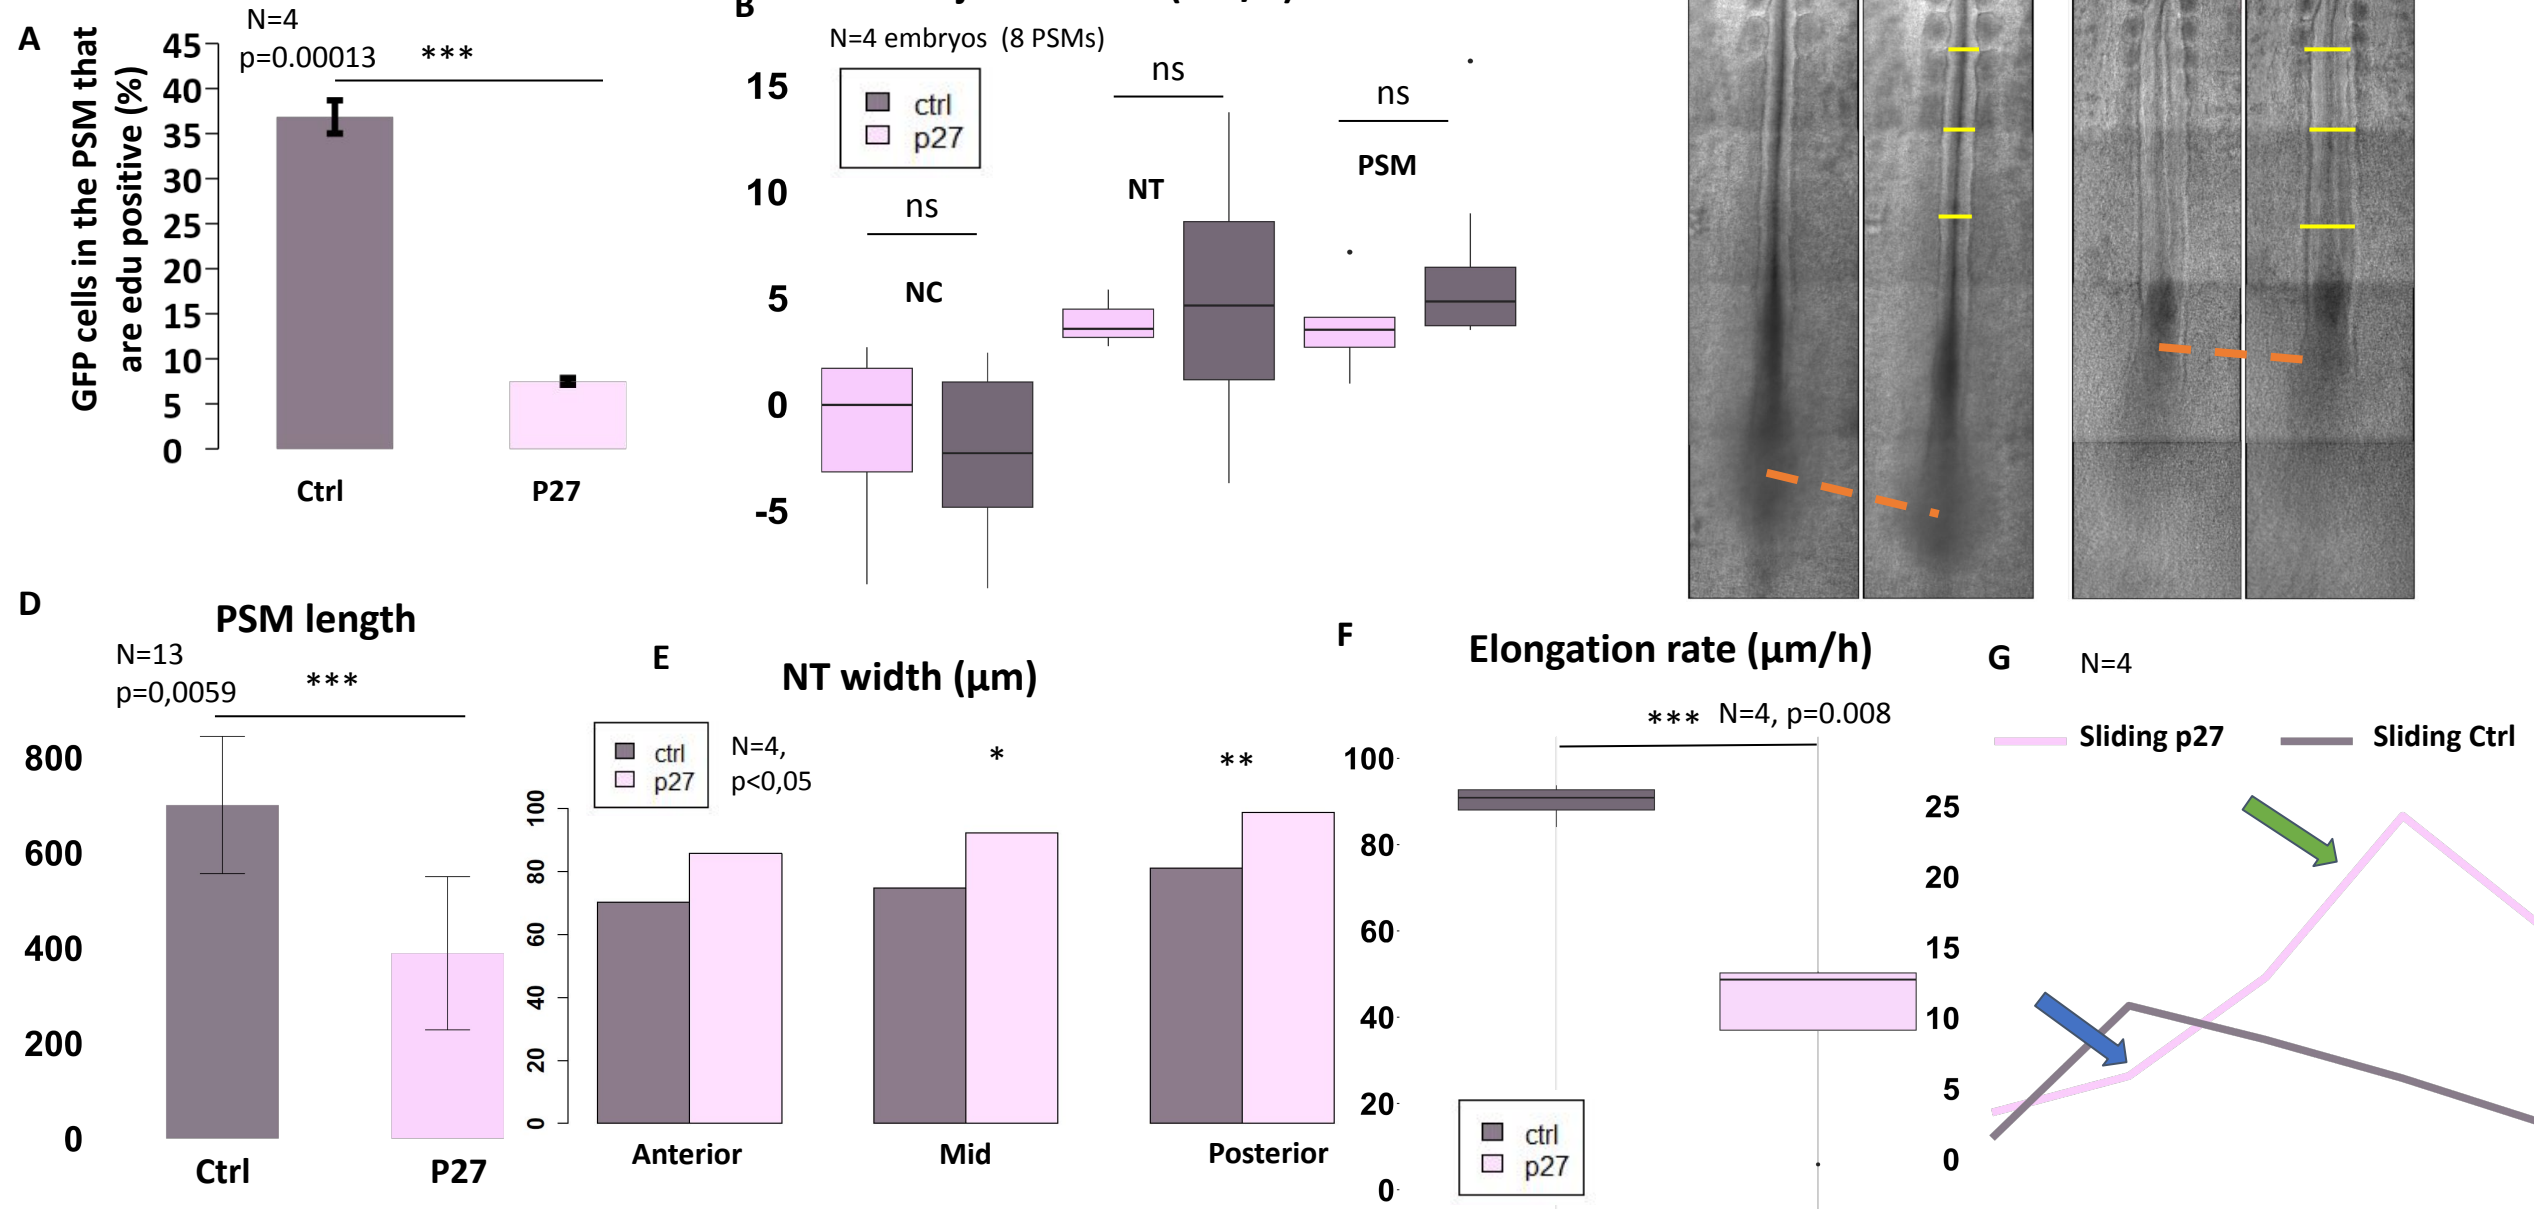 A
N=4
p=0.00013
***
GFP cells in the PSM that
are edu positive (%)
45
40
35
30
25
20
15
10
5
0
Ctrl
P27
B
N=4 embryos (8 PSMs)
ctrl
p27
15
10
5
0
-5
ns
NC
ns
NT
ns
PSM
D
PSM length
N=13
p=0,0059
***
800
600
400
200
0
Ctrl
P27
E
NT width (µm)
ctrl
p27
N=4,
p<0,05
*
**
100
80
60
40
20
0
Anterior
Mid
Posterior
F
Elongation rate (µm/h)
*** N=4, p=0.008
100
80
60
40
20
0
ctrl
p27
G
N=4
Sliding p27
Sliding Ctrl
25
20
15
10
5
0